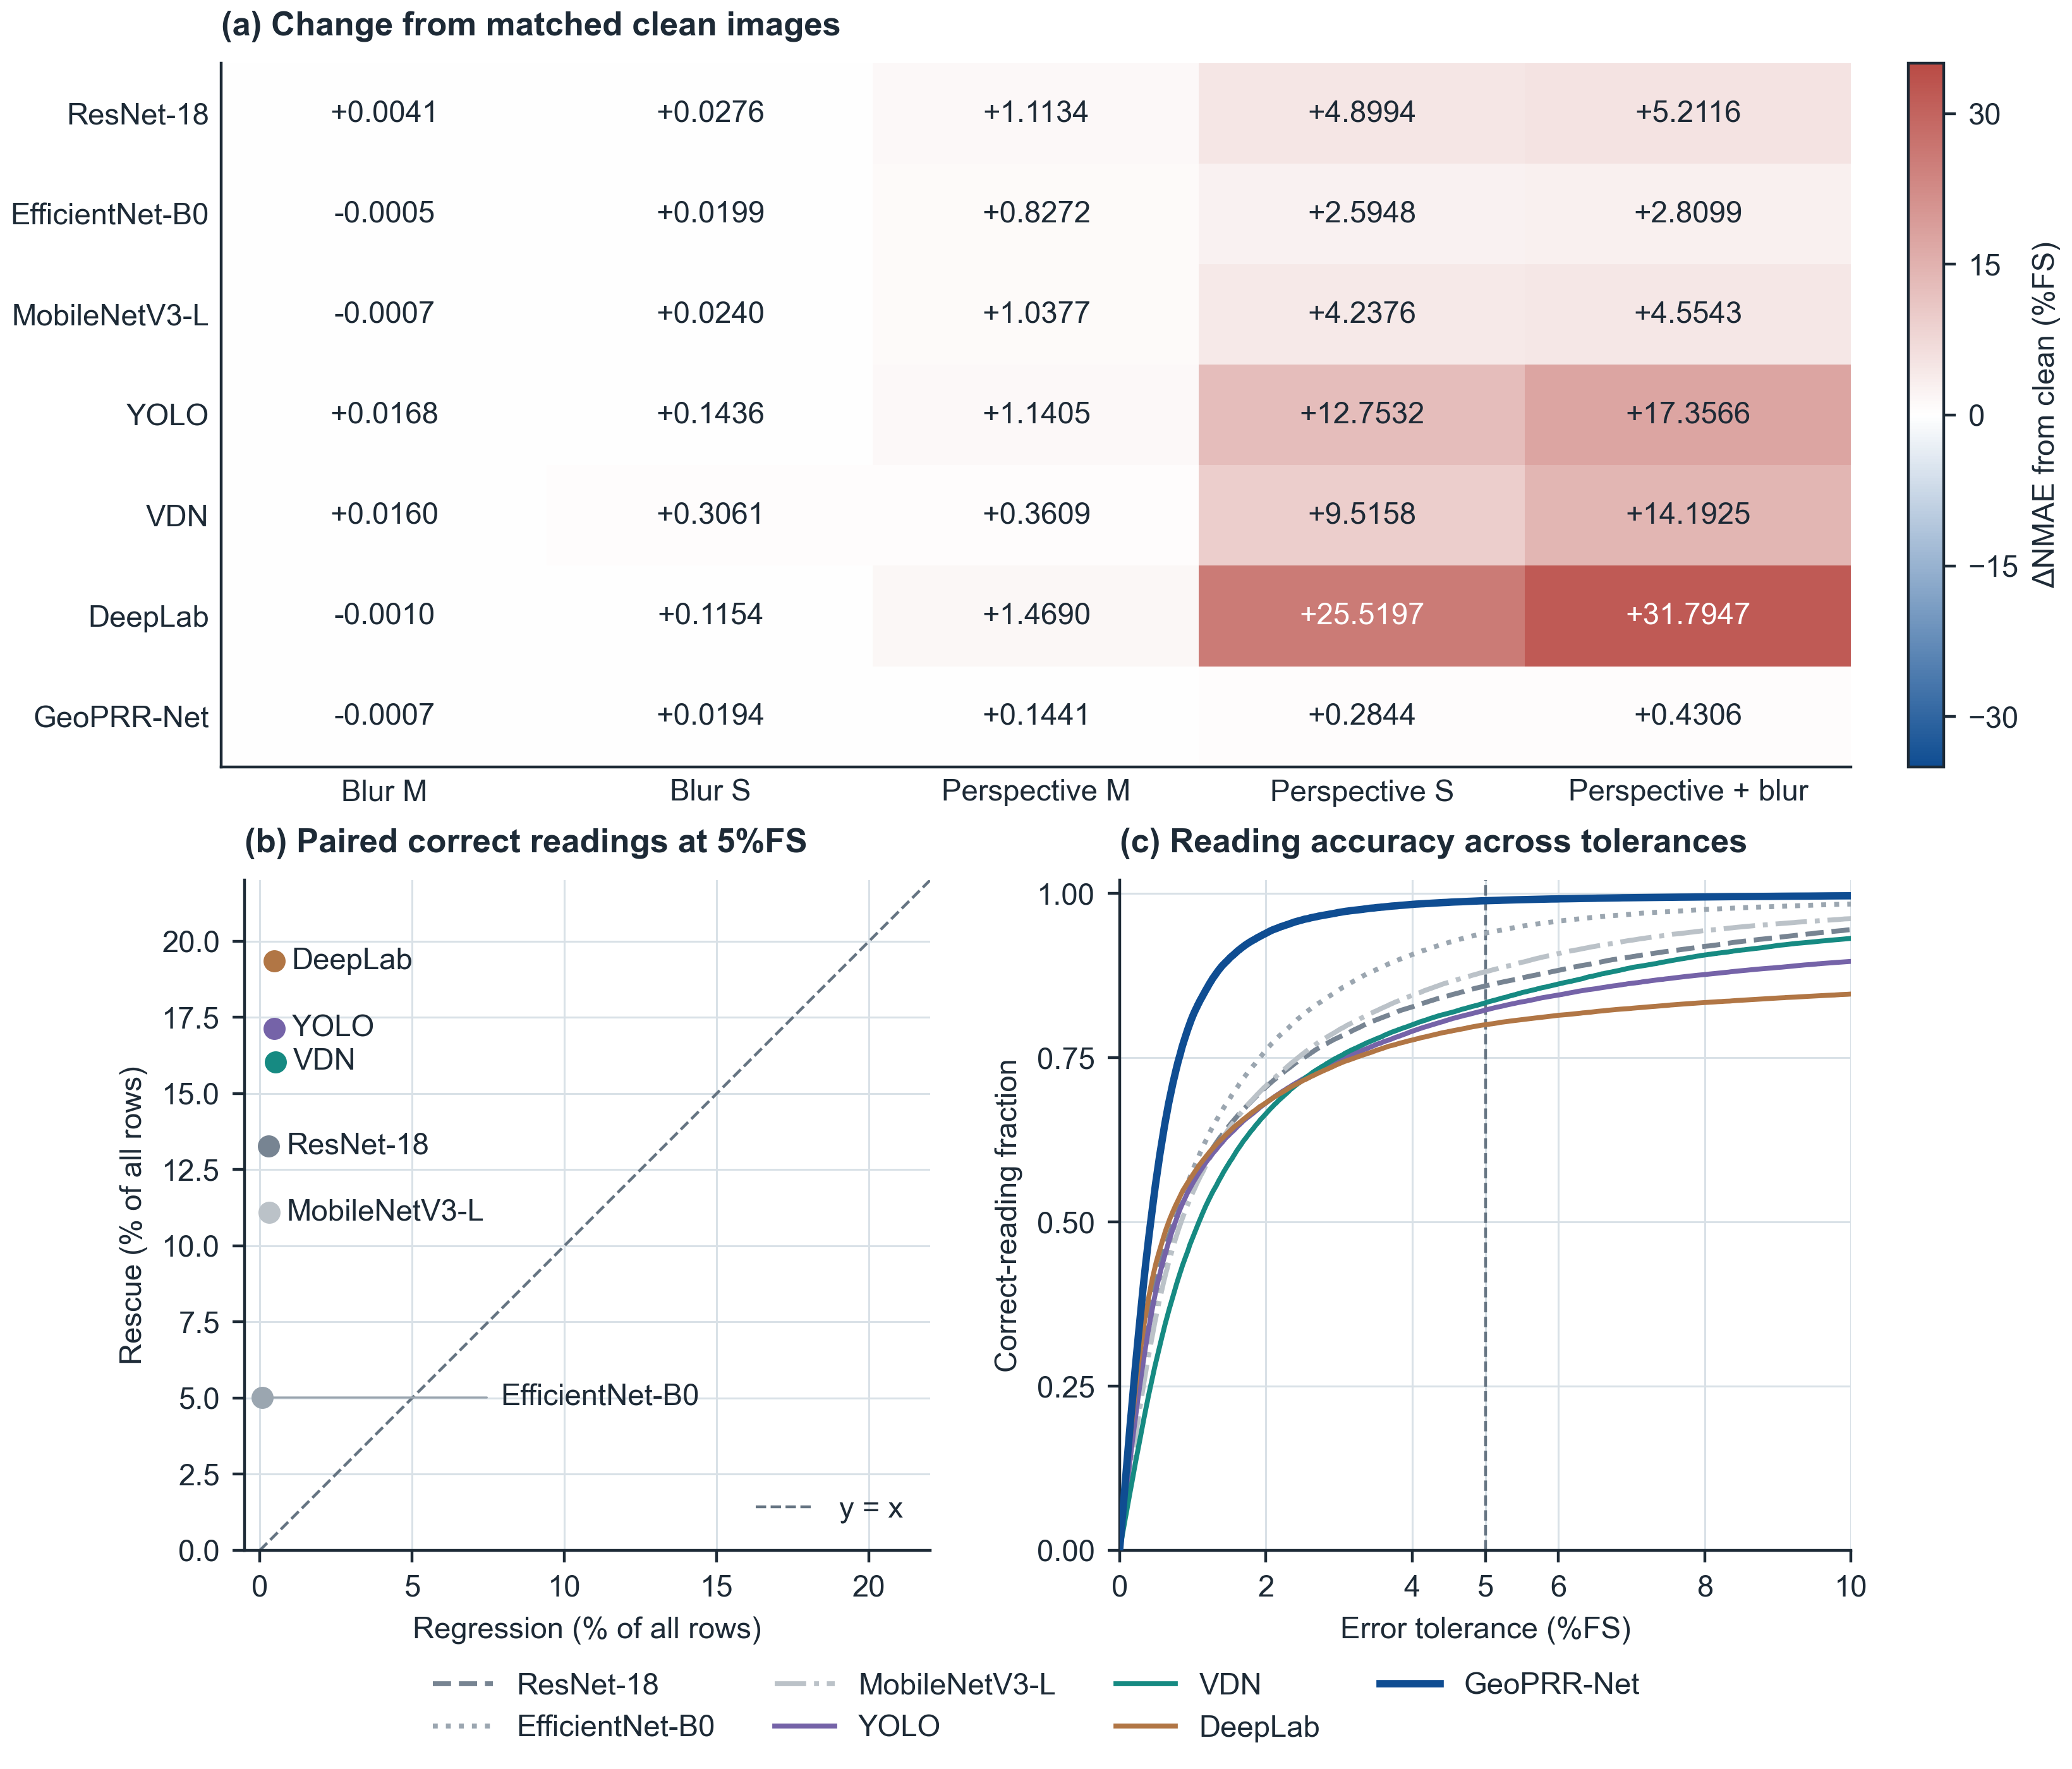 (a) Change from matched clean images
ResNet-18 +0.0041 +0.0276 +1.1134 +4.8994 +5.2116
EfficientNet-B0 -0.0005 +0.0199 +0.8272 +2.5948 +2.8099
MobileNetV3-L -0.0007 +0.0240 +1.0377 +4.2376 +4.5543
YOLO +0.0168 +0.1436 +1.1405 +12.7532 +17.3566
VDN +0.0160 +0.3061 +0.3609 +9.5158 +14.1925
DeepLab -0.0010 +0.1154 +1.4690 +25.5197 +31.7947
GeoPRR-Net -0.0007 +0.0194 +0.1441 +0.2844 +0.4306
Blur M Blur S Perspective M Perspective S Perspective + blur
30
15
0
−15
−30
ΔNMAE from clean (%FS)
(b) Paired correct readings at 5%FS
Rescue (% of all rows)
20.0
17.5
15.0
12.5
10.0
7.5
5.0
2.5
0.0
DeepLab
YOLO
VDN
ResNet-18
MobileNetV3-L
EfficientNet-B0
y = x
0 5 10 15 20
Regression (% of all rows)
(c) Reading accuracy across tolerances
Correct-reading fraction
1.00
0.75
0.50
0.25
0.00
0 2 4 5 6 8 10
Error tolerance (%FS)
ResNet-18 MobileNetV3-L VDN GeoPRR-Net
EfficientNet-B0 YOLO DeepLab